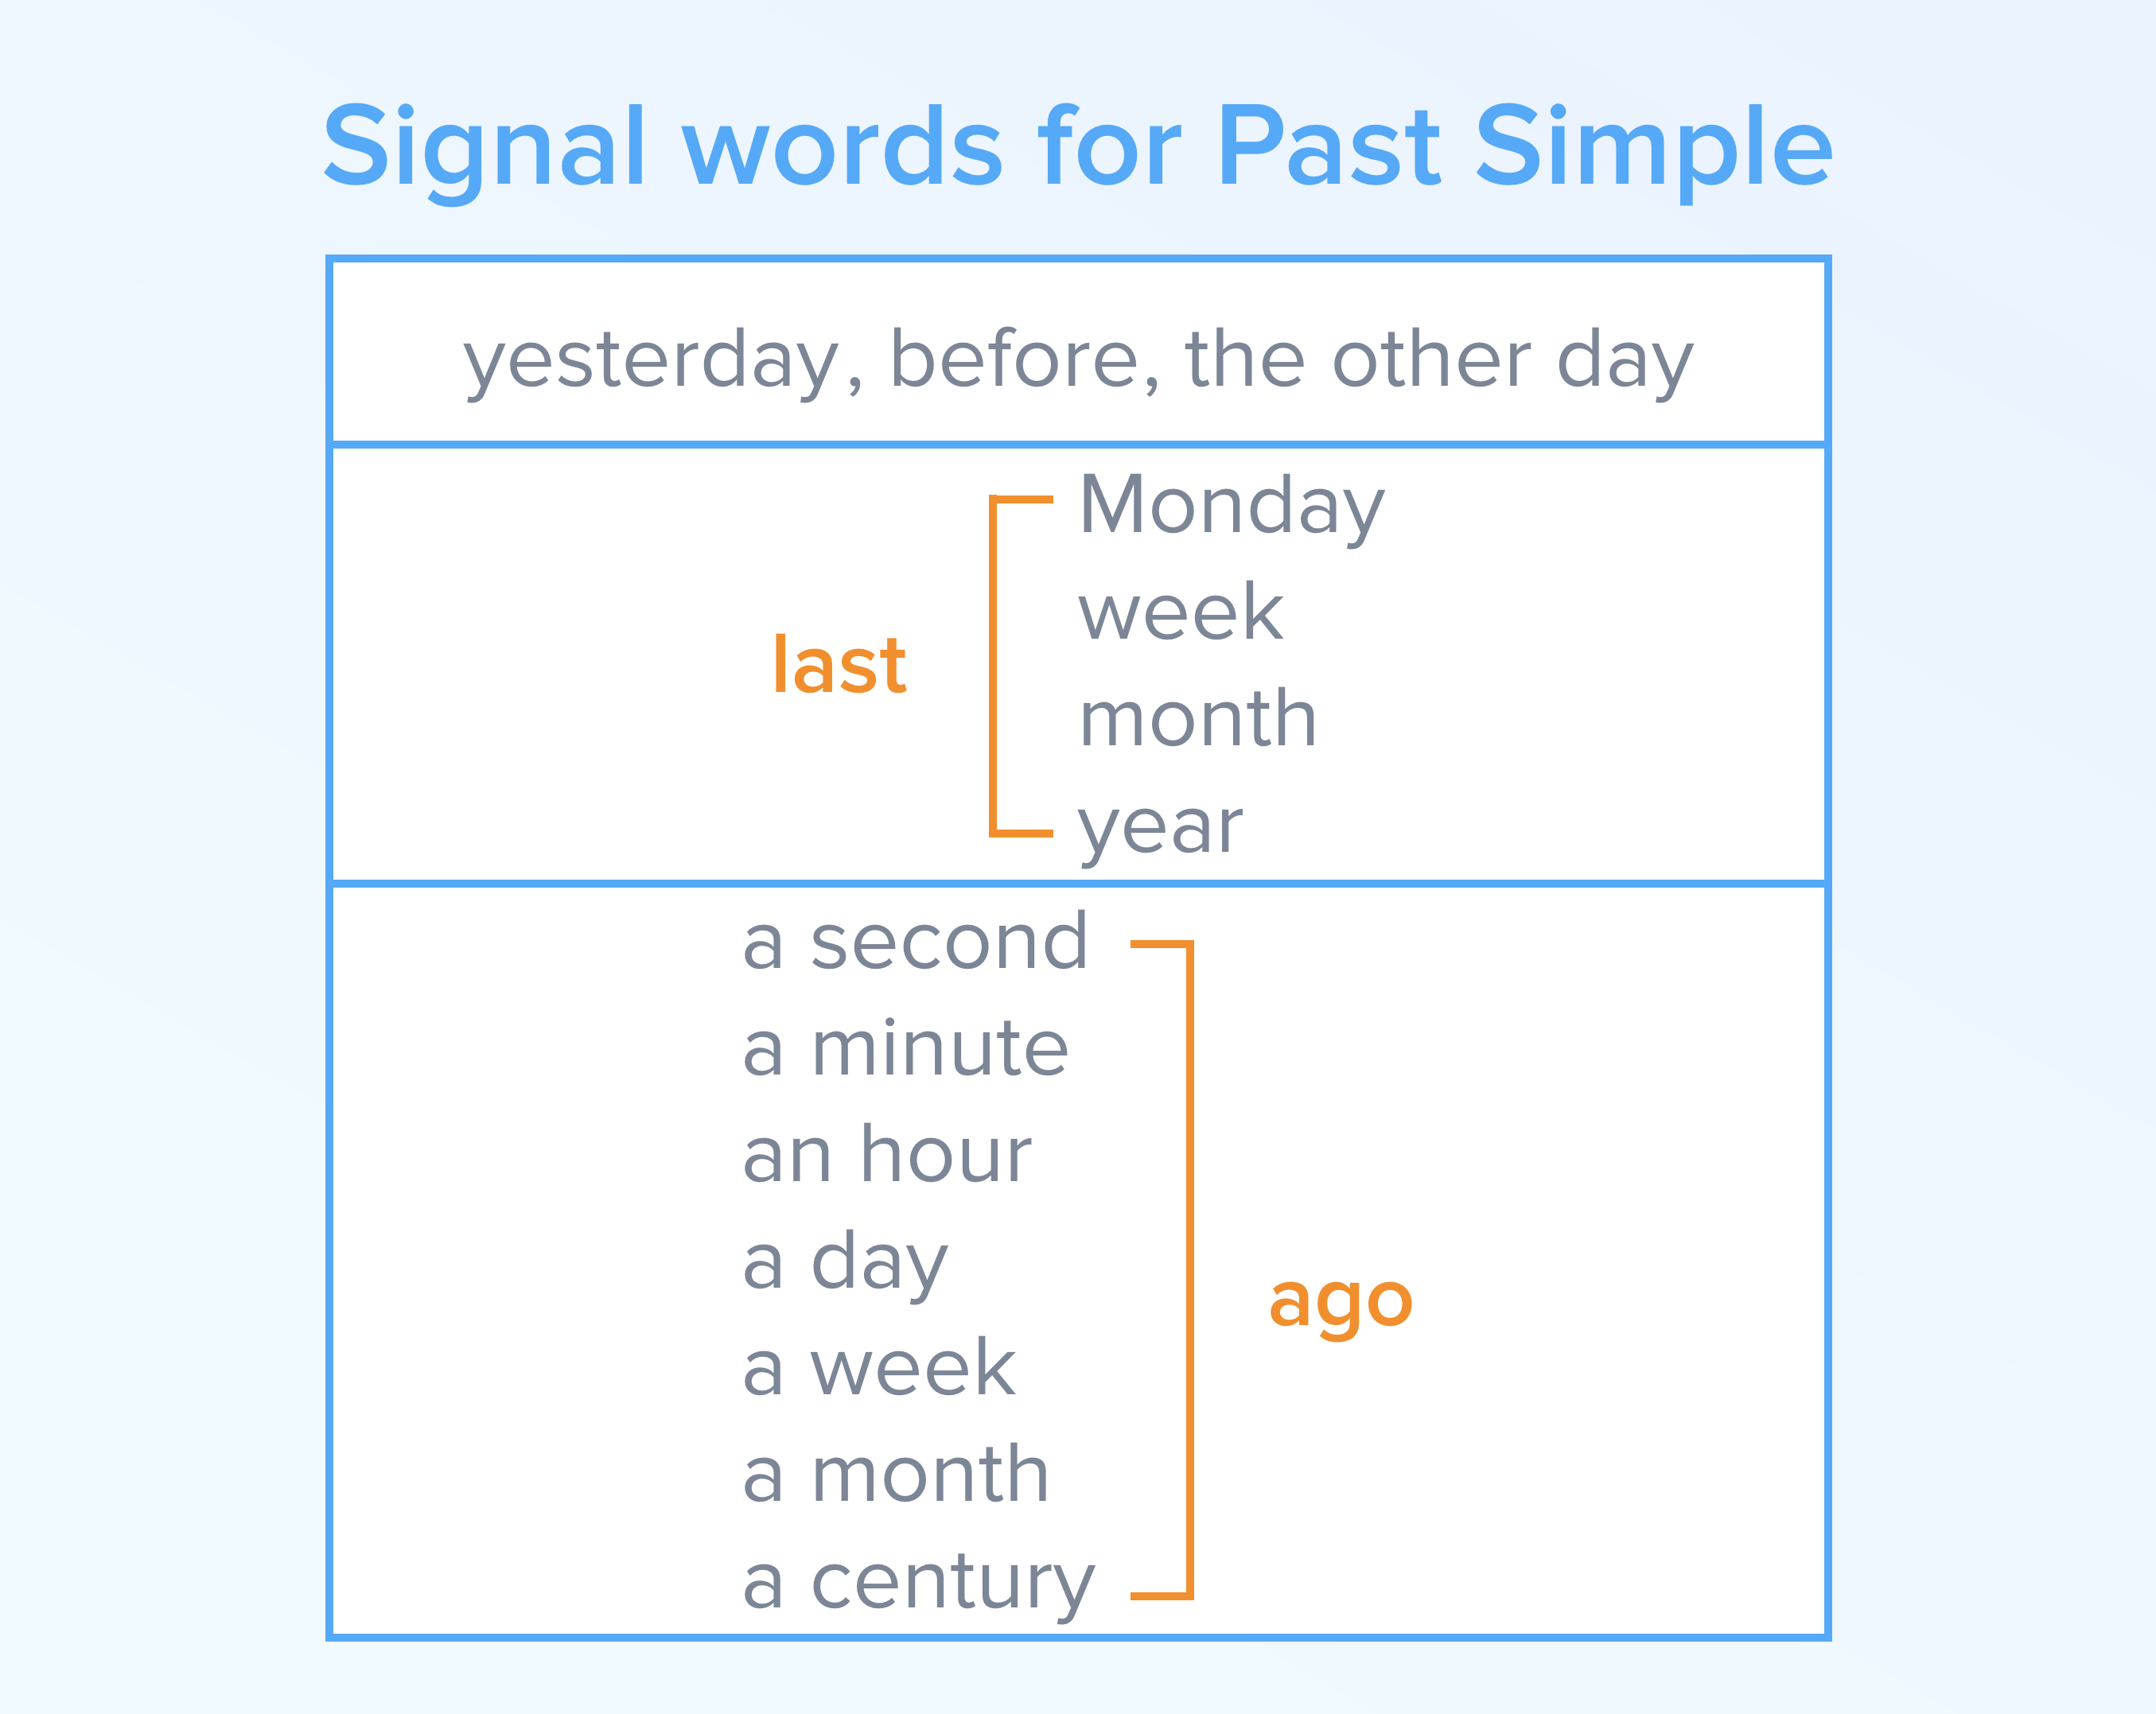 Signal words for Past Simple
yesterday, before, the other day
last
Monday
week
month
year
a second
a minute
an hour
a day
a week
a month
a century
ago